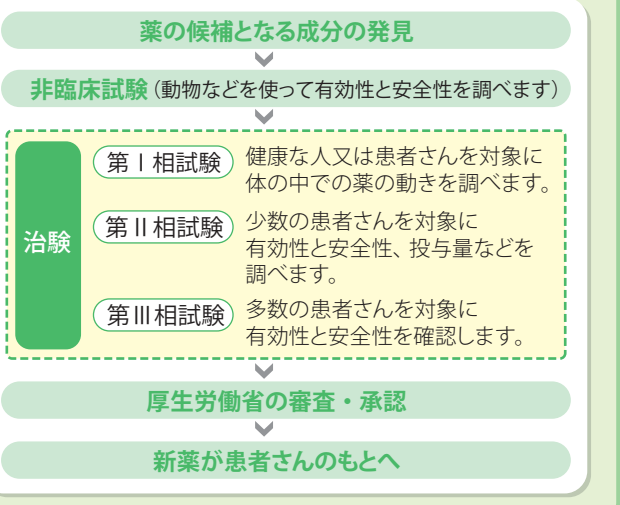 薬の候補となる成分の発見
非臨床試験(動物などを使って有効性と安全性を調べます)
治験
第Ⅰ相試験
健康な人又は患者さんを対象に
体の中での薬の動きを調べます。
第Ⅱ相試験
少数の患者さんを対象に
有効性と安全性、投与量などを
調べます。
第Ⅲ相試験
多数の患者さんを対象に
有効性と安全性を確認します。
厚生労働省の審査・承認
新薬が患者さんのもとへ